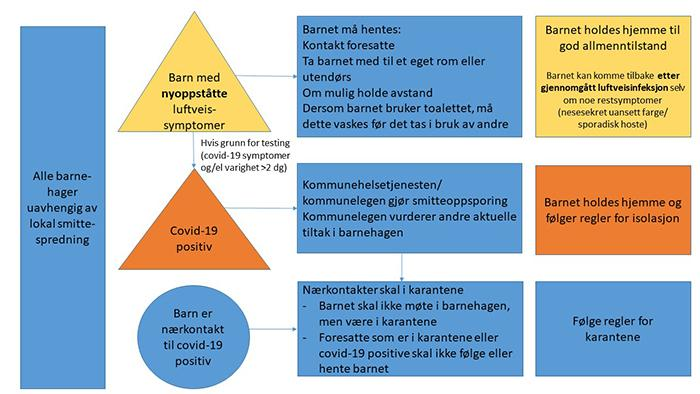 Alle barne-
hager
uavhengig av
lokal smitte-
spredning
Barn med
nyoppståtte
luftveis-
symptomer
Barnet må hentes:
Kontakt foresatte
Ta barnet med til et eget rom eller
utendørs
Om mulig holde avstand
Dersom barnet bruker toalettet, må
dette vaskes før det tas i bruk av andre
Barnet holdes hjemme til
god allmenntilstand
Barnet kan komme tilbake etter
gjennomgått luftveisinfeksjon selv
om noe restsymptomer
(nesesekret uansett farge/
sporadisk hoste)
Hvis grunn for testing
(covid-19 symptomer
og/el varighet >2 dg)
Covid-19
positiv
Kommunehelsetjenesten/
kommunelegen gjør smitteoppsporing
Kommunelegen vurderer andre aktuelle
tiltak i barnehagen
Barnet holdes hjemme og
følger regler for isolasjon
Barn er
nærkontakt
til covid-19
positiv
Nærkontakter skal i karantene
- Barnet skal ikke møte i barnehagen,
men være i karantene
- Foresatte som er i karantene eller
covid-19 positive skal ikke følge eller
hente barnet
Følge regler for
karantene